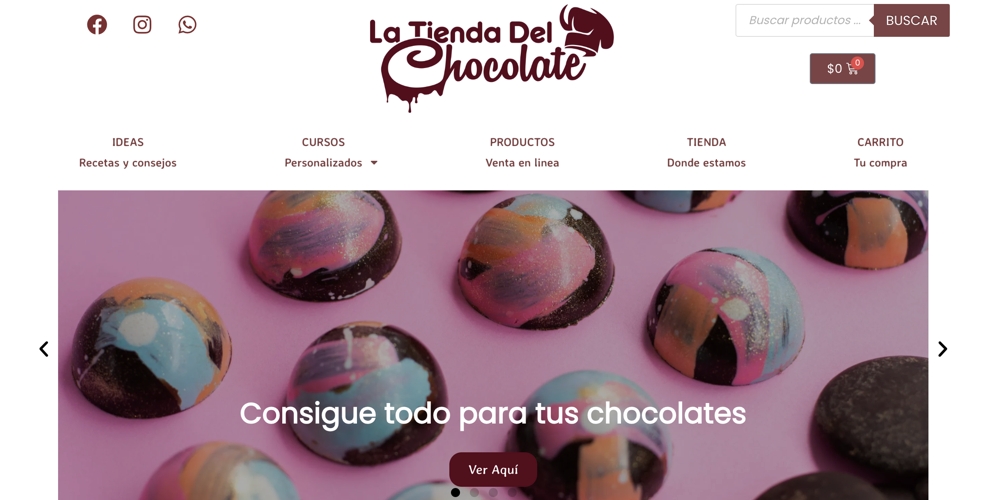 La Tienda Del
Chocolate
Buscar productos ...
BUSCAR
$0
0
IDEAS
Recetas y consejos
CURSOS
Personalizados
PRODUCTOS
Venta en linea
TIENDA
Donde estamos
CARRITO
Tu compra
Consigue todo para tus chocolates
Ver Aquí